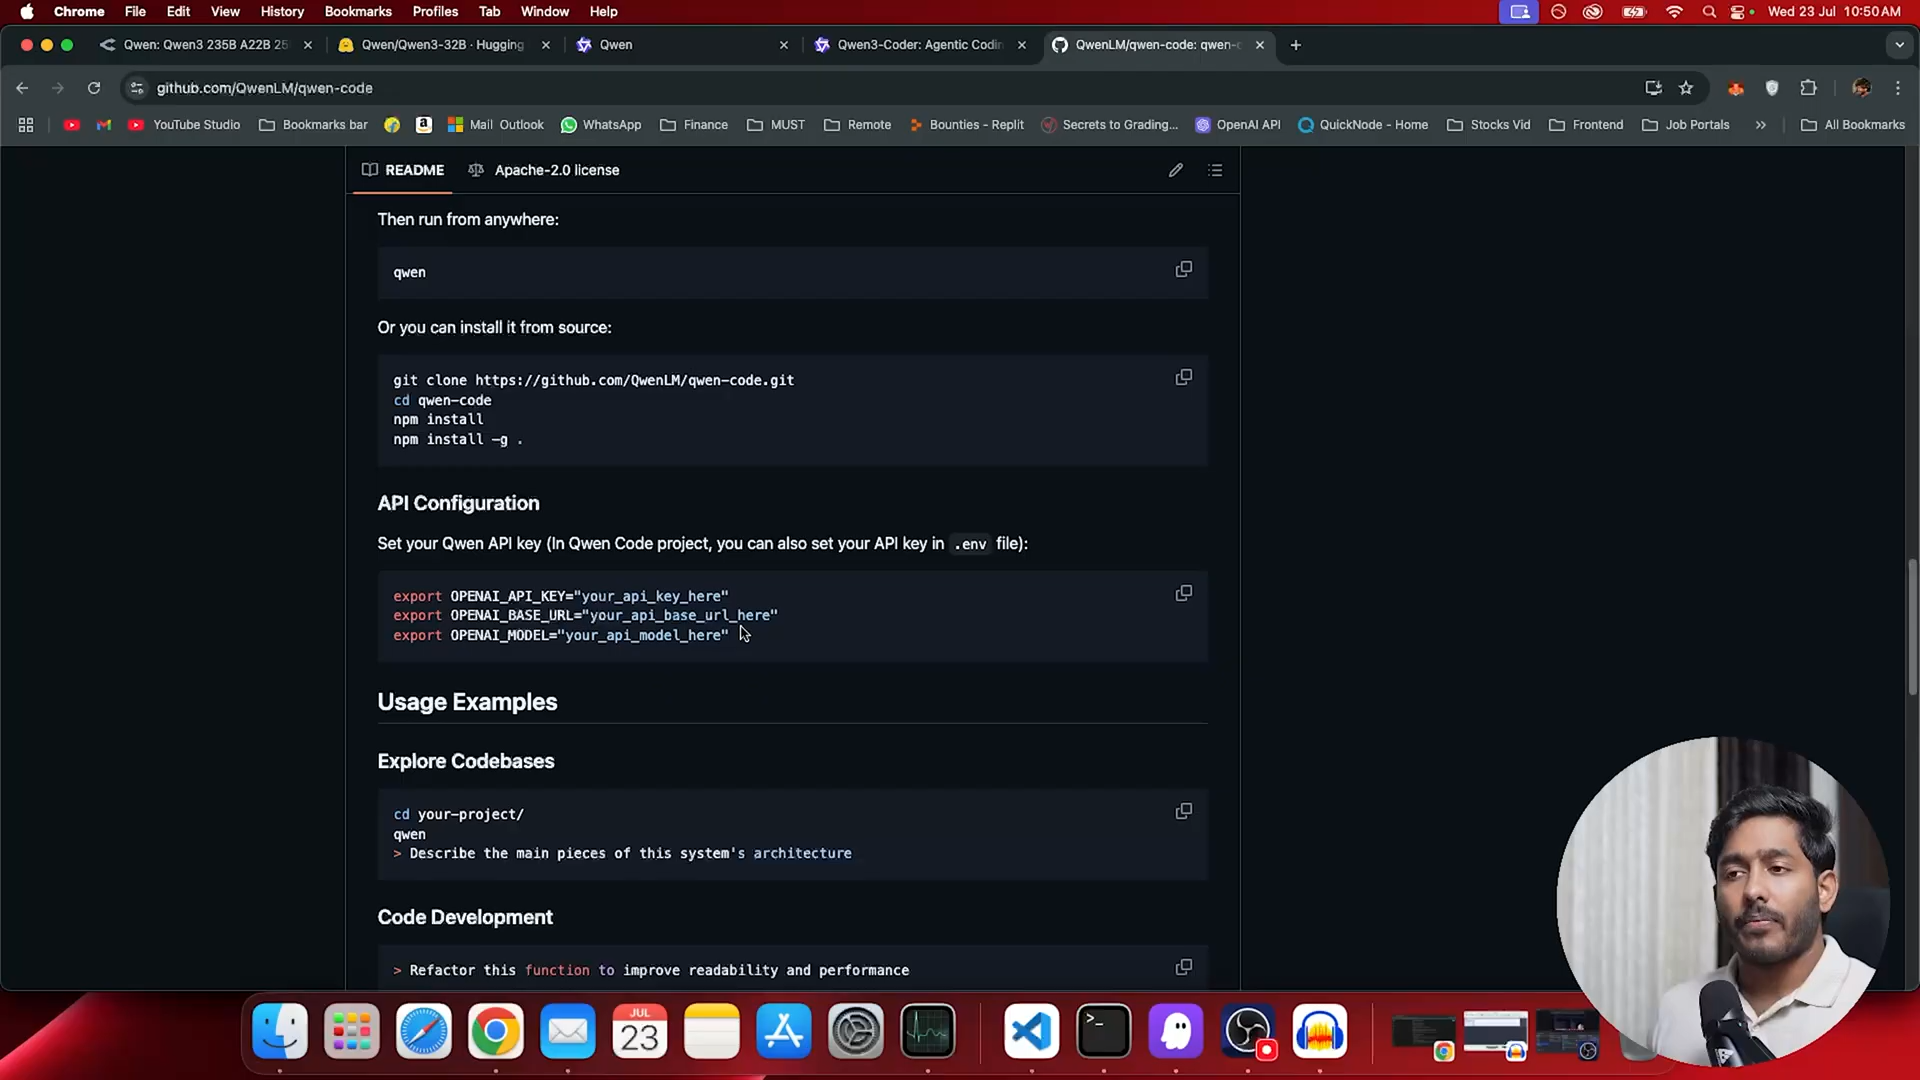 Chrome File Edit View History Bookmarks Profiles Tab Window Help Wed 23 Jul 10:50 AM
Qwen: Qwen3 235B A22B 25 Qwen/Qwen3-32B · Hugging Qwen Qwen3-Coder: Agentic Codin QwenLM/qwen-code: qwen-c
github.com/QwenLM/qwen-code
YouTube Studio Bookmarks bar Mail Outlook WhatsApp Finance MUST Remote Bounties - Replit Secrets to Grading... OpenAI API QuickNode - Home Stocks Vid Frontend Job Portals » All Bookmarks
README Apache-2.0 license
Then run from anywhere:
qwen
Or you can install it from source:
git clone https://github.com/QwenLM/qwen-code.git
cd qwen-code
npm install
npm install -g .
API Configuration
Set your Qwen API key (In Qwen Code project, you can also set your API key in .env file):
export OPENAI_API_KEY="your_api_key_here"
export OPENAI_BASE_URL="your_api_base_url_here"
export OPENAI_MODEL="your_api_model_here"
Usage Examples
Explore Codebases
cd your-project/
qwen
> Describe the main pieces of this system's architecture
Code Development
> Refactor this function to improve readability and performance
JUL
23